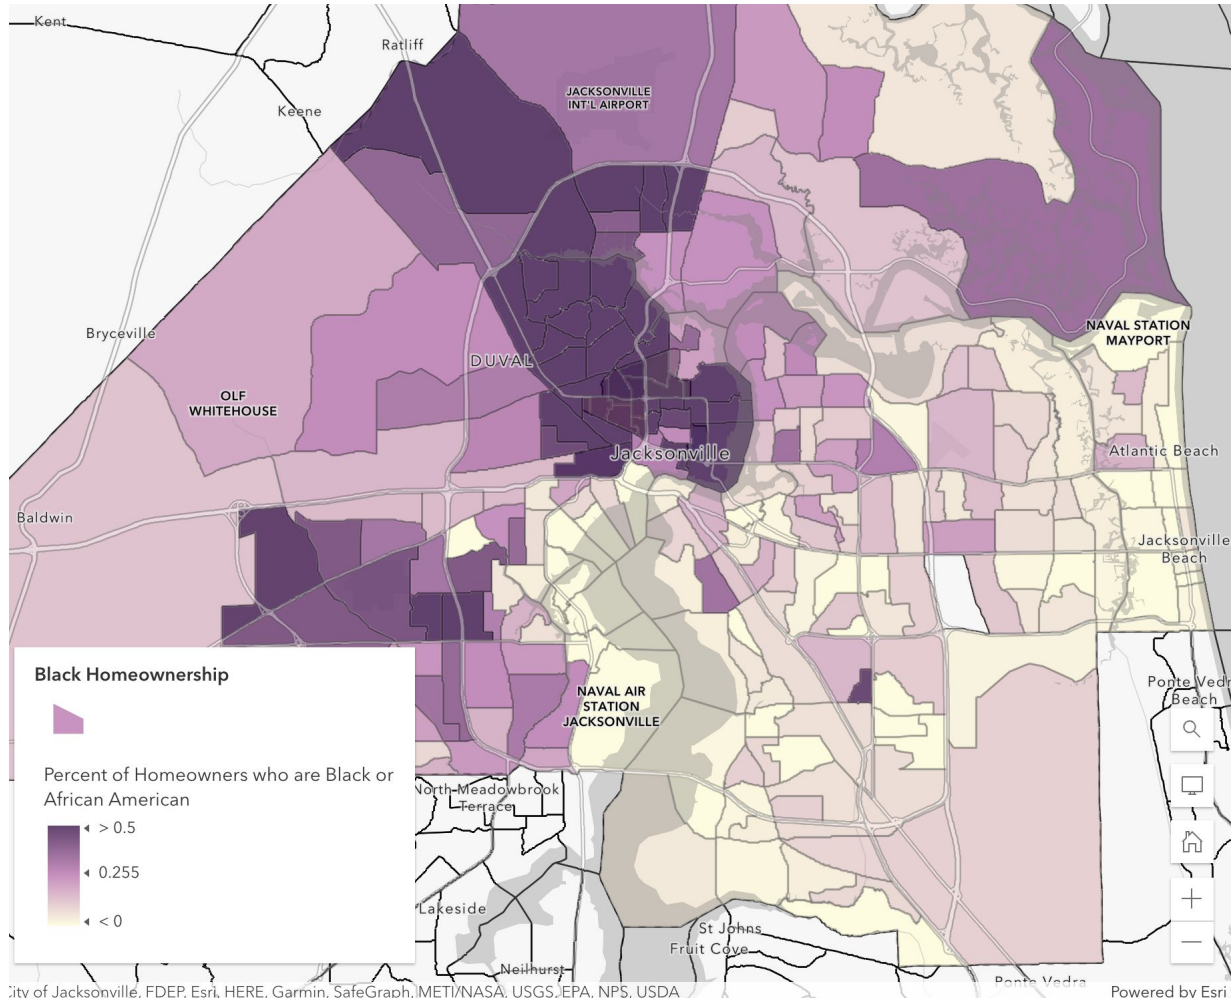 Kent
Ratliff
JACKSONVILLE
INT'L AIRPORT
Keene
Bryceville
NAVAL STATION
MAYPORT
DUVAL
OLF
WHITEHOUSE
Jacksonville
Atlantic Beach
Baldwin
Jacksonville
Beach
Black Homeownership
Ponte Vedr
Beach
NAVAL AIR
STATION
JACKSONVILLE
Percent of Homeowners who are Black or
African American
North Meadowbrook
Terrace
> 0.5
0.255
< 0
Lakeside
St Johns
Fruit Cove
Neilhurst
Ponte Vedra
City of Jacksonville, FDEP, Esri, HERE, Garmin, SafeGraph, METI/NASA, USGS, EPA, NPS, USDA
Powered by Esri